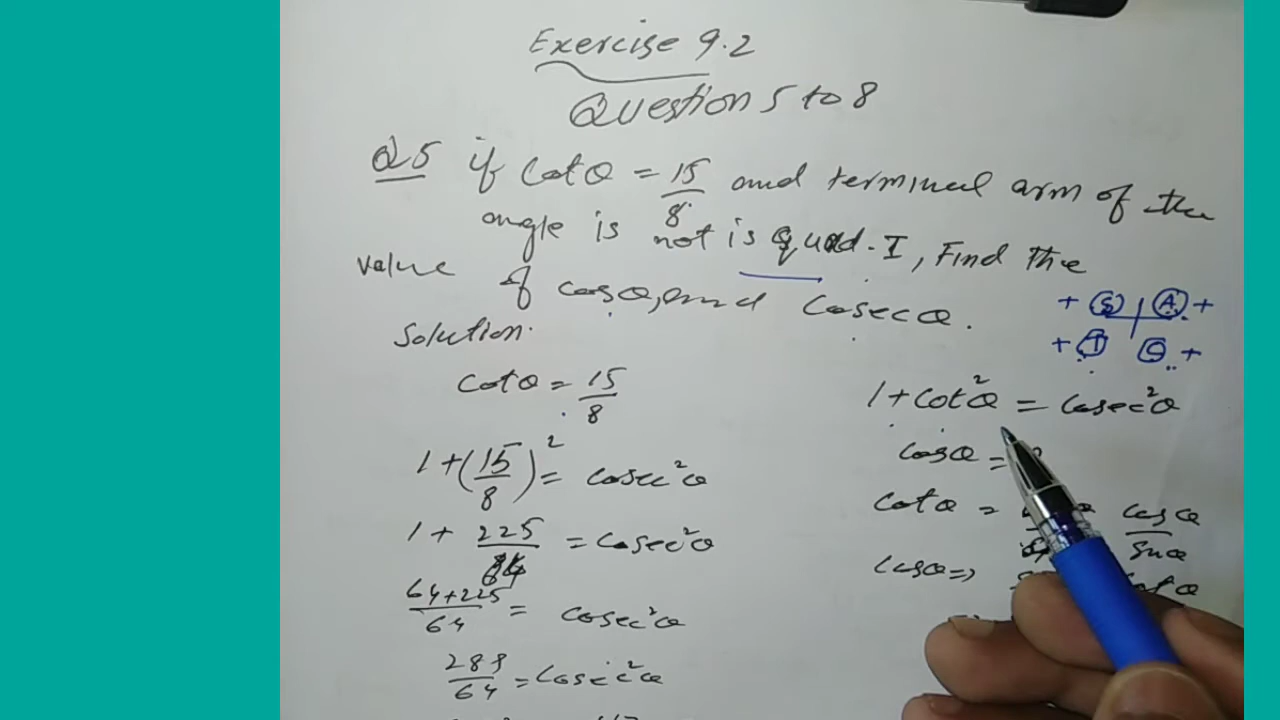 Exercise 9.2
Question 5 to 8
Q5 if Cotθ = 15/8 and terminal arm of the
angle is not is quad. I, Find the
value of cosθ, and Cosecθ.
+ S A +
+ T C +
Solution.
Cotθ = 15/8
1 + (15/8)² = cosec²θ
1 + 225/64 = Cosec²θ
64+225/64 = cosec²θ
289/64 = Cosec²θ
1 + Cot²θ = Cosec²θ
Cosθ =
Cotθ = cosθ/sinθ
Cosθ ⇒